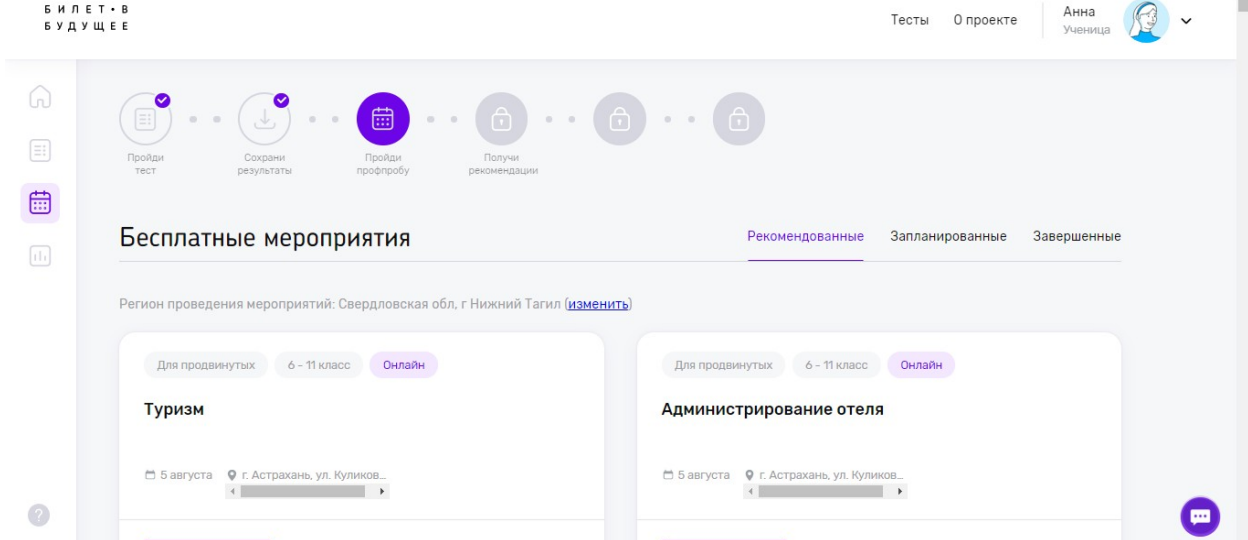 БИЛЕТ•В
БУДУЩЕЕ
Тесты О проекте
Анна
Ученица
Пройди
тест
Сохрани
результаты
Пройди
профпробу
Получи
рекомендации
Бесплатные мероприятия
Рекомендованные Запланированные Завершенные
Регион проведения мероприятий: Свердловская обл, г Нижний Тагил (изменить)
Для продвинутых 6 - 11 класс Онлайн
Туризм
5 августа г. Астрахань, ул. Куликов...
Для продвинутых 6 - 11 класс Онлайн
Администрирование отеля
5 августа г. Астрахань, ул. Куликов...
?